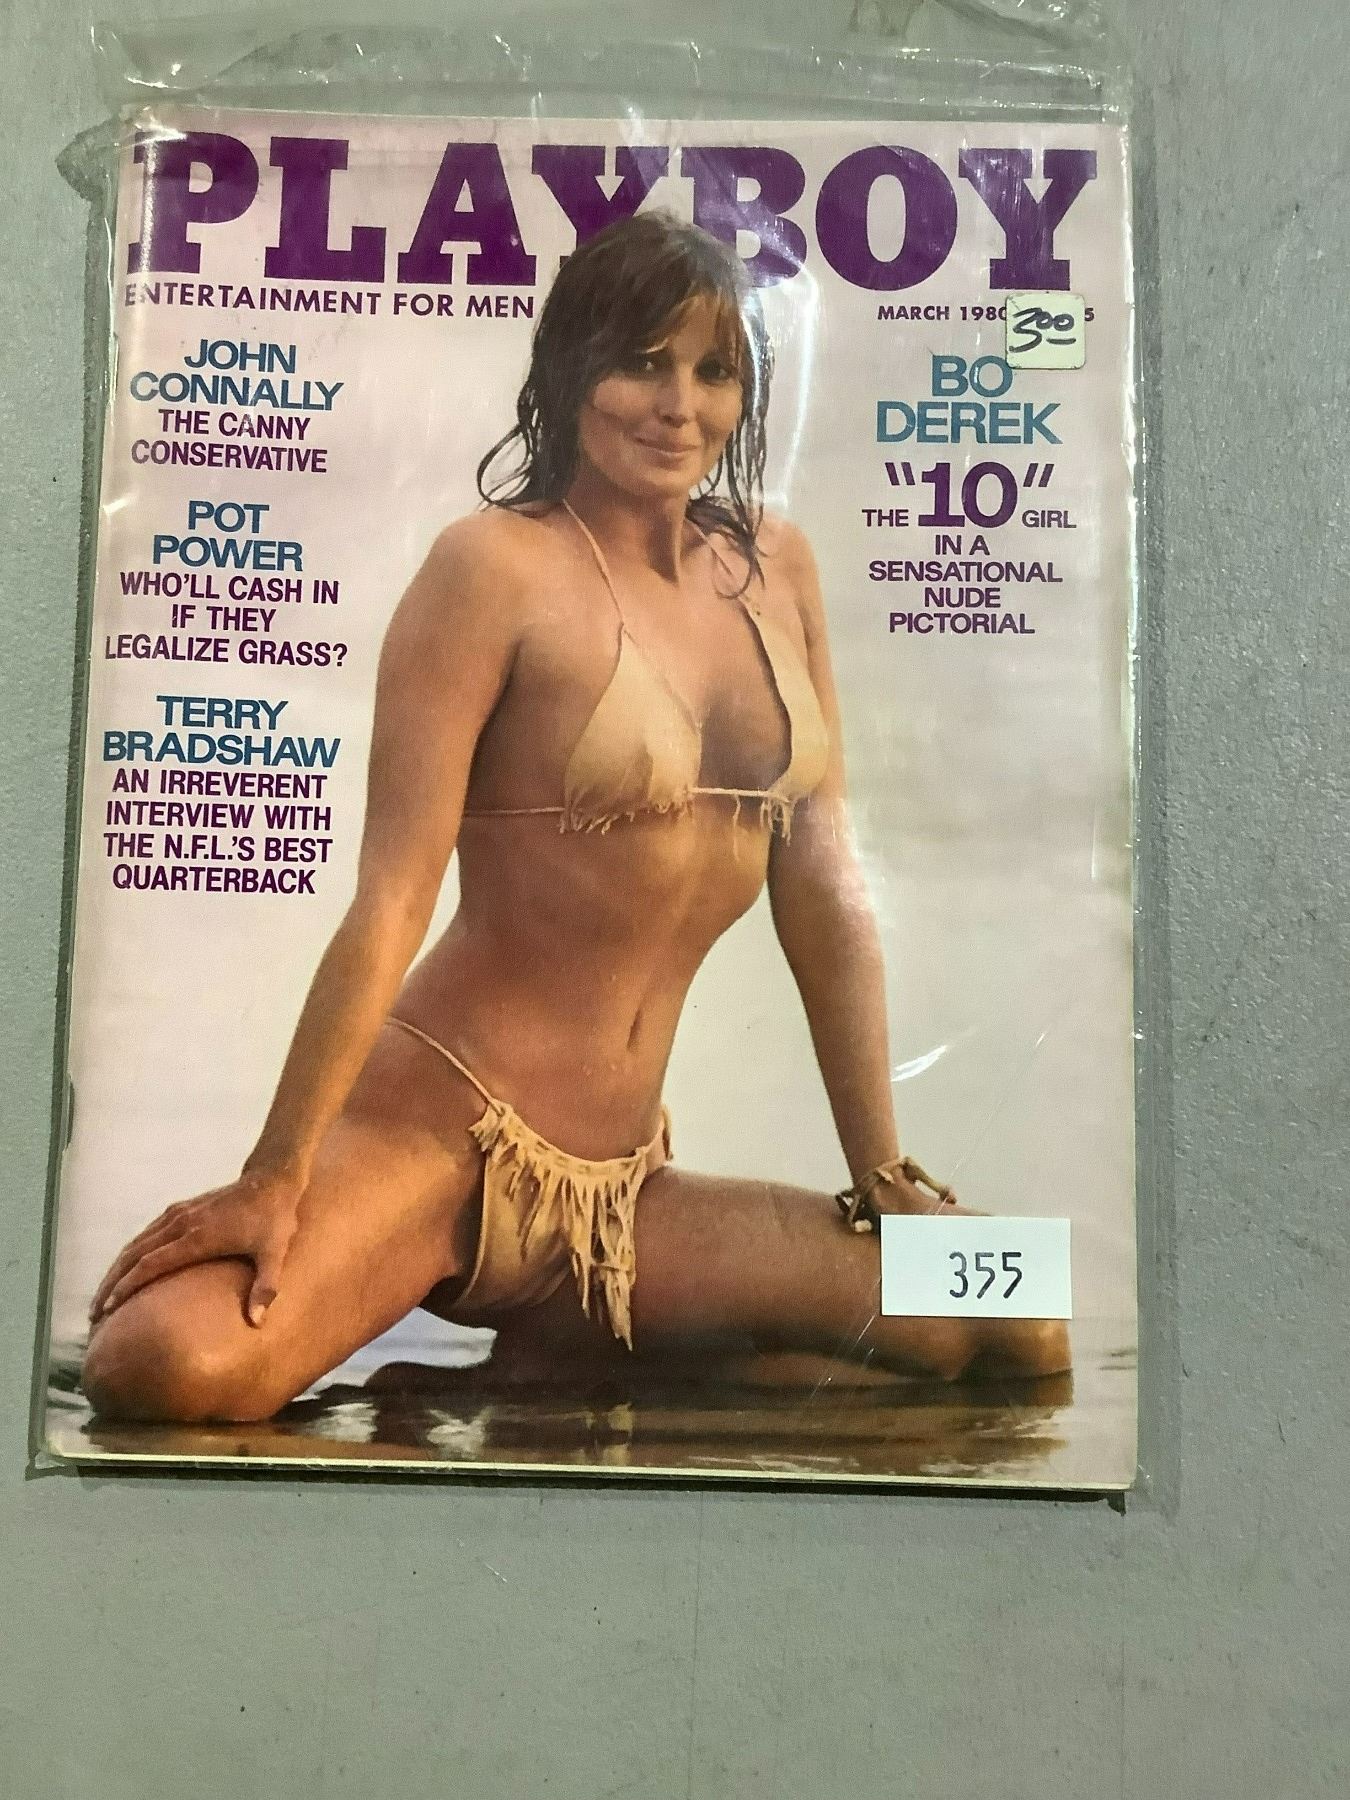 PLAYBOY
ENTERTAINMENT FOR MEN
MARCH 1980
3.00
JOHN
CONNALLY
THE CANNY
CONSERVATIVE
POT
POWER
WHO'LL CASH IN
IF THEY
LEGALIZE GRASS?
TERRY
BRADSHAW
AN IRREVERENT
INTERVIEW WITH
THE N.F.L.'S BEST
QUARTERBACK
BO
DEREK
THE "10" GIRL
IN A
SENSATIONAL
NUDE
PICTORIAL
355